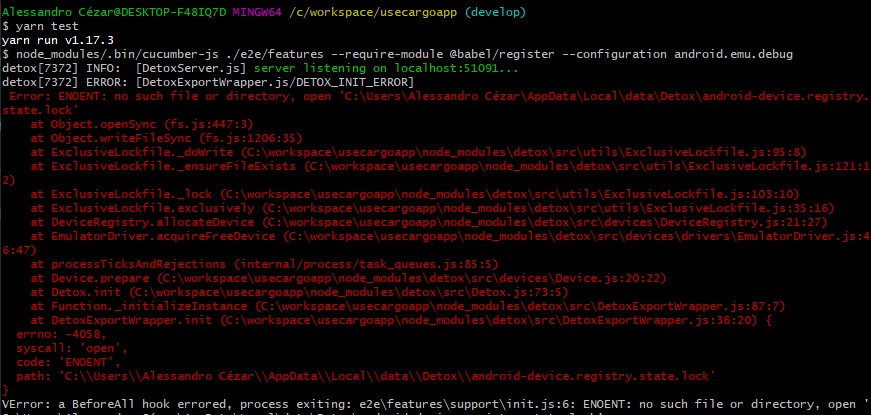 Alessandro Cézar@DESKTOP-F48IQ7D MINGW64 /c/workspace/usecargoapp (develop)
$ yarn test
yarn run v1.17.3
$ node_modules/.bin/cucumber-js ./e2e/features --require-module @babel/register --configuration android.emu.debug
detox[7372] INFO:  [DetoxServer.js] server listening on localhost:51091...
detox[7372] ERROR: [DetoxExportWrapper.js/DETOX_INIT_ERROR]
 Error: ENOENT: no such file or directory, open 'C:\Users\Alessandro Cézar\AppData\Local\data\Detox\android-device.registry.
state.lock'
    at Object.openSync (fs.js:447:3)
    at Object.writeFileSync (fs.js:1206:35)
    at ExclusiveLockfile._doWrite (C:\workspace\usecargoapp\node_modules\detox\src\utils\ExclusiveLockfile.js:95:8)
    at ExclusiveLockfile._ensureFileExists (C:\workspace\usecargoapp\node_modules\detox\src\utils\ExclusiveLockfile.js:121:1
2)
    at ExclusiveLockfile._lock (C:\workspace\usecargoapp\node_modules\detox\src\utils\ExclusiveLockfile.js:103:10)
    at ExclusiveLockfile.exclusively (C:\workspace\usecargoapp\node_modules\detox\src\utils\ExclusiveLockfile.js:35:16)
    at DeviceRegistry.allocateDevice (C:\workspace\usecargoapp\node_modules\detox\src\devices\DeviceRegistry.js:21:27)
    at EmulatorDriver.acquireFreeDevice (C:\workspace\usecargoapp\node_modules\detox\src\devices\drivers\EmulatorDriver.js:4
6:47)
    at processTicksAndRejections (internal/process/task_queues.js:85:5)
    at Device.prepare (C:\workspace\usecargoapp\node_modules\detox\src\devices\Device.js:20:22)
    at Detox.init (C:\workspace\usecargoapp\node_modules\detox\src\Detox.js:73:5)
    at Function._initializeInstance (C:\workspace\usecargoapp\node_modules\detox\src\DetoxExportWrapper.js:87:7)
    at DetoxExportWrapper.init (C:\workspace\usecargoapp\node_modules\detox\src\DetoxExportWrapper.js:36:20) {
  errno: -4058,
  syscall: 'open',
  code: 'ENOENT',
  path: 'C:\\Users\\Alessandro Cézar\\AppData\\Local\\data\\Detox\\android-device.registry.state.lock'
}
VError: a BeforeAll hook errored, process exiting: e2e\features\support\init.js:6: ENOENT: no such file or directory, open '